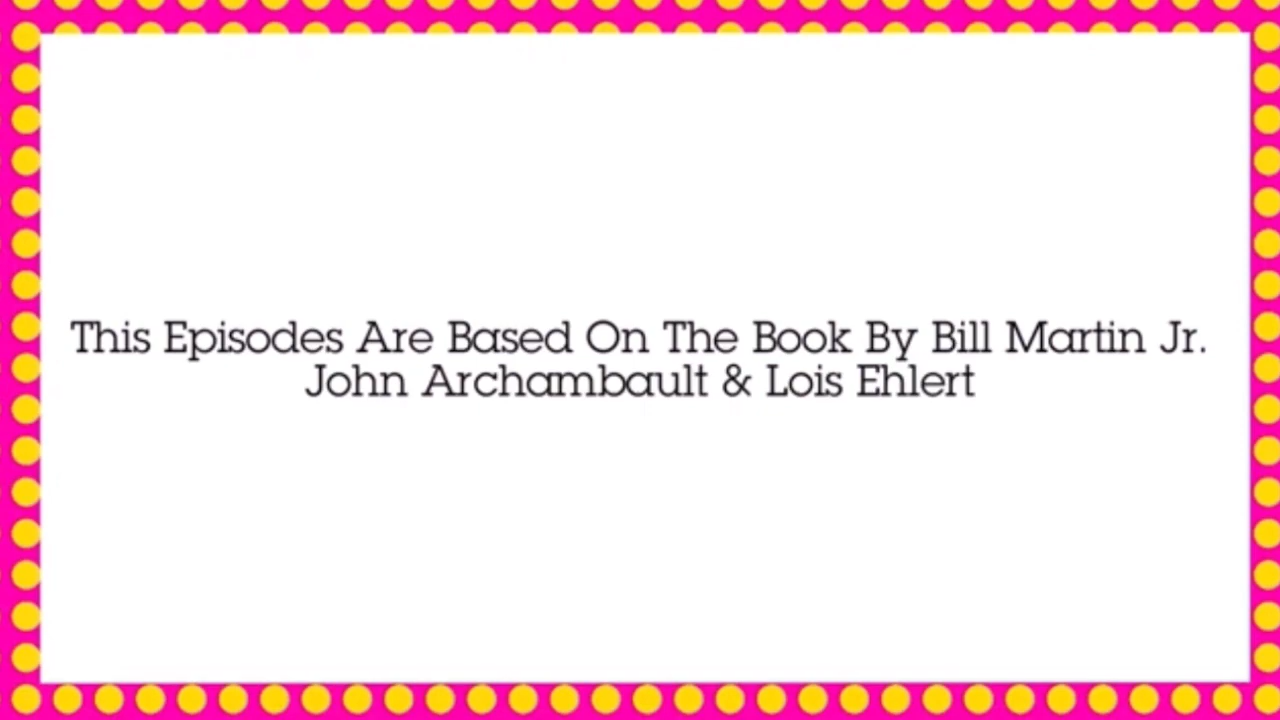 This Episodes Are Based On The Book By Bill Martin Jr.
John Archambault & Lois Ehlert